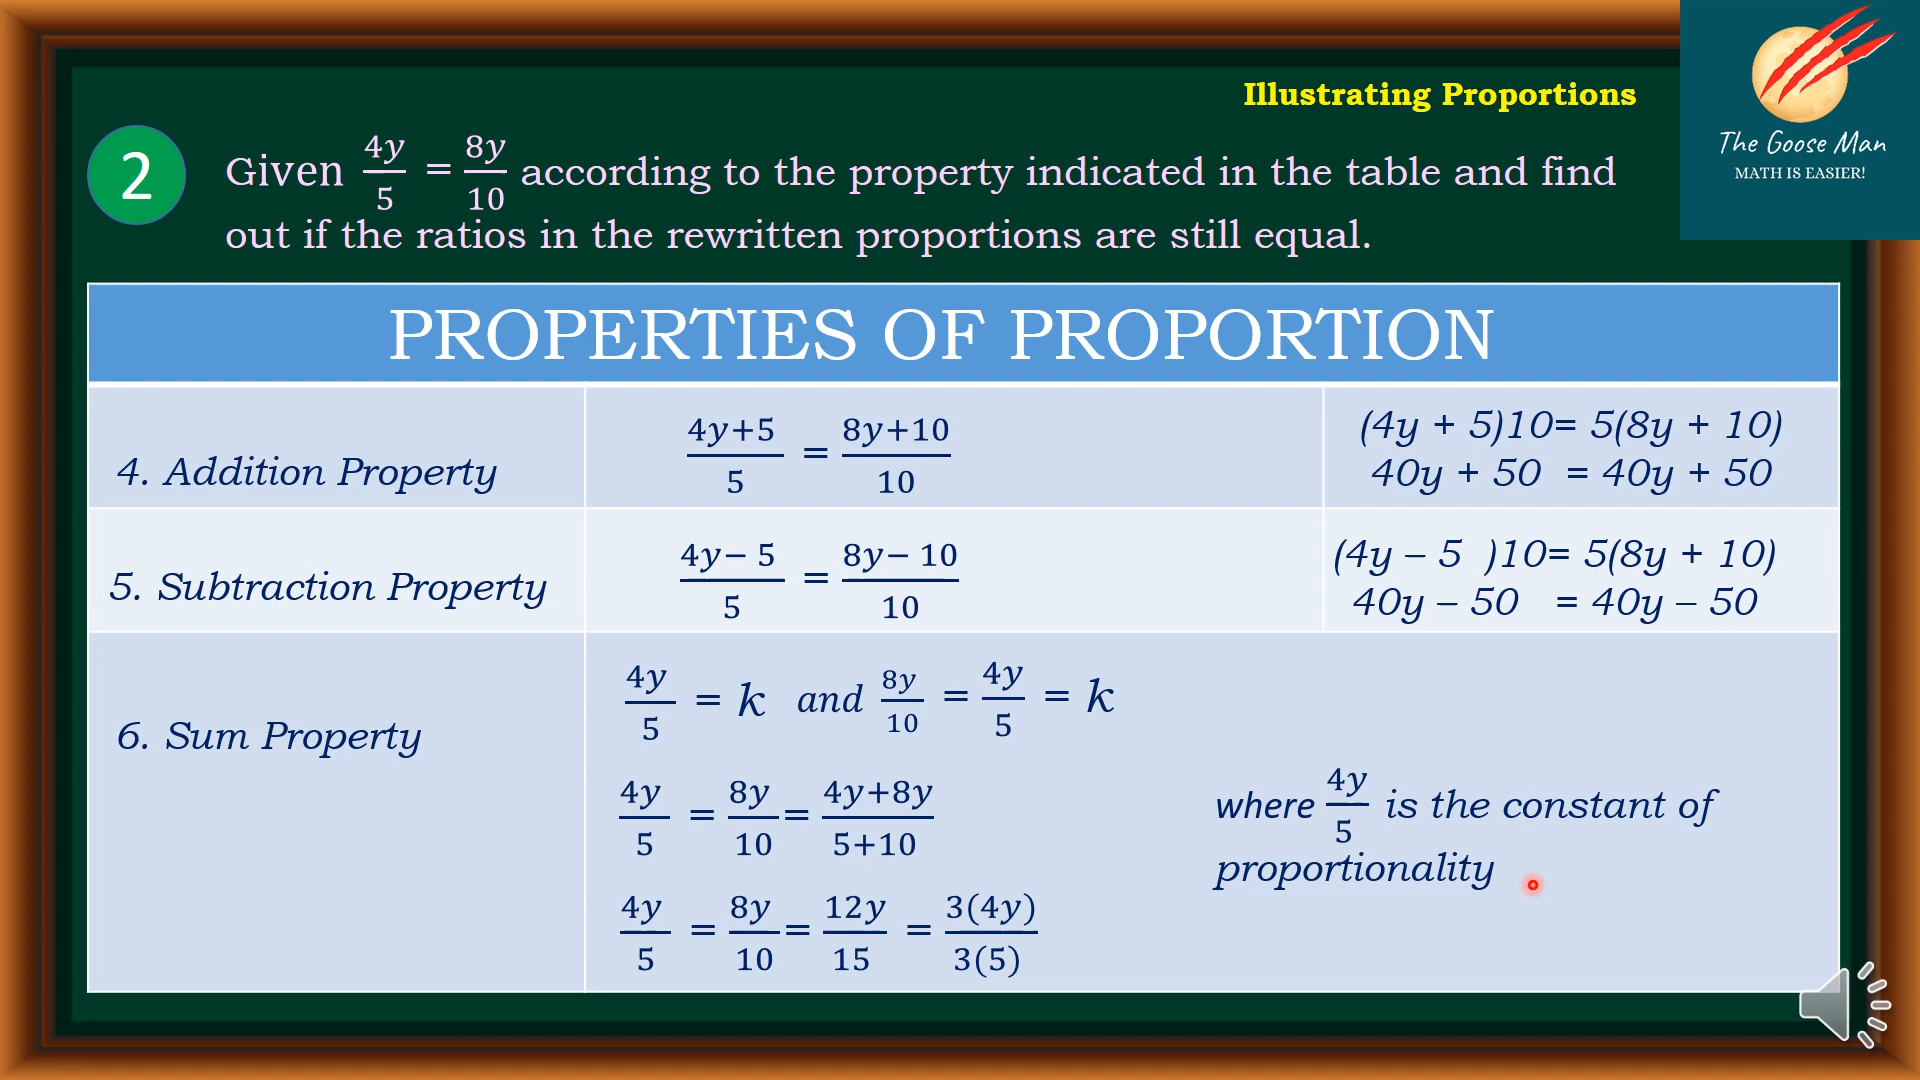 Illustrating Proportions
The Goose Man
MATH IS EASIER!
2
Given 4y/5 = 8y/10 according to the property indicated in the table and find
out if the ratios in the rewritten proportions are still equal.
PROPERTIES OF PROPORTION
4. Addition Property
4y+5/5 = 8y+10/10
(4y + 5)10= 5(8y + 10)
40y + 50 = 40y + 50
5. Subtraction Property
4y− 5/5 = 8y− 10/10
(4y – 5 )10= 5(8y + 10)
40y – 50 = 40y – 50
6. Sum Property
4y/5 = k and 8y/10 = 4y/5 = k
4y/5 = 8y/10 = 4y+8y/5+10
4y/5 = 8y/10 = 12y/15 = 3(4y)/3(5)
where 4y/5 is the constant of
proportionality